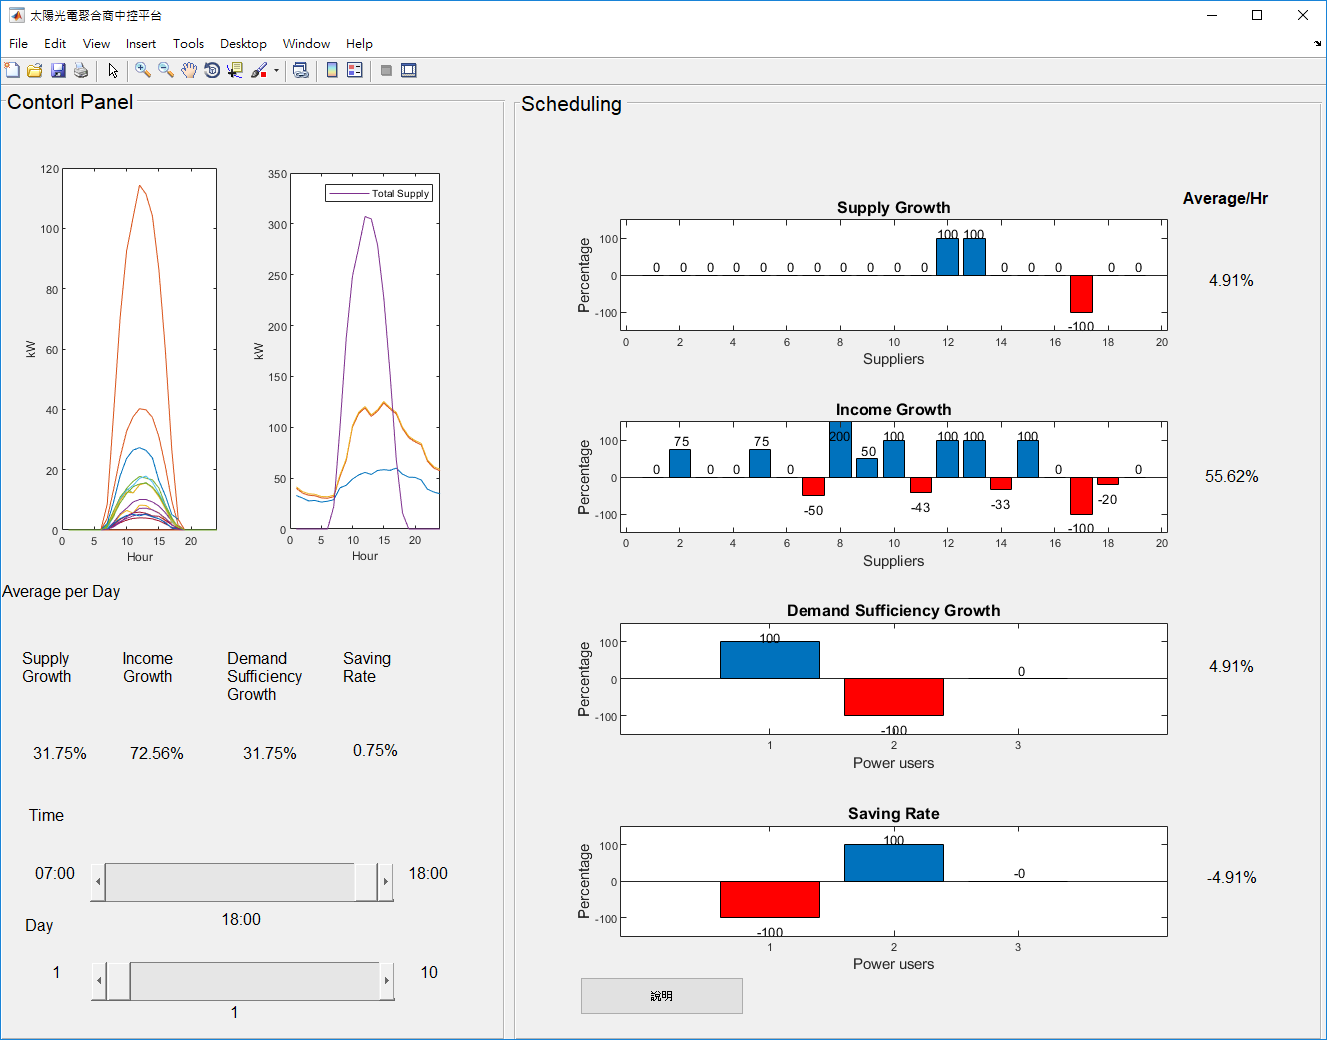 太陽光電聚合商中控平台
File Edit View Insert Tools Desktop Window Help
Contorl Panel
120
100
80
60
40
20
0
kW
0 5 10 15 20
Hour
350
300
250
200
150
100
50
0
kW
Total Supply
0 5 10 15 20
Hour
Average per Day
Supply
Growth
Income
Growth
Demand
Sufficiency
Growth
Saving
Rate
31.75% 72.56% 31.75% 0.75%
Time
07:00 18:00
18:00
Day
1 10
1
Scheduling
Average/Hr
Supply Growth
Percentage
100
0
-100
0 0 0 0 0 0 0 0 0 0 0 100 100 0 0 0 -100 0 0
0 2 4 6 8 10 12 14 16 18 20
Suppliers
4.91%
Income Growth
Percentage
100
0
-100
0 75 0 0 75 0 -50 200 50 100 -43 100 100 -33 100 0 -100 -20 0
0 2 4 6 8 10 12 14 16 18 20
Suppliers
55.62%
Demand Sufficiency Growth
Percentage
100
0
-100
100 -100 0
1 2 3
Power users
4.91%
Saving Rate
Percentage
100
0
-100
-100 100 -0
1 2 3
Power users
-4.91%
說明